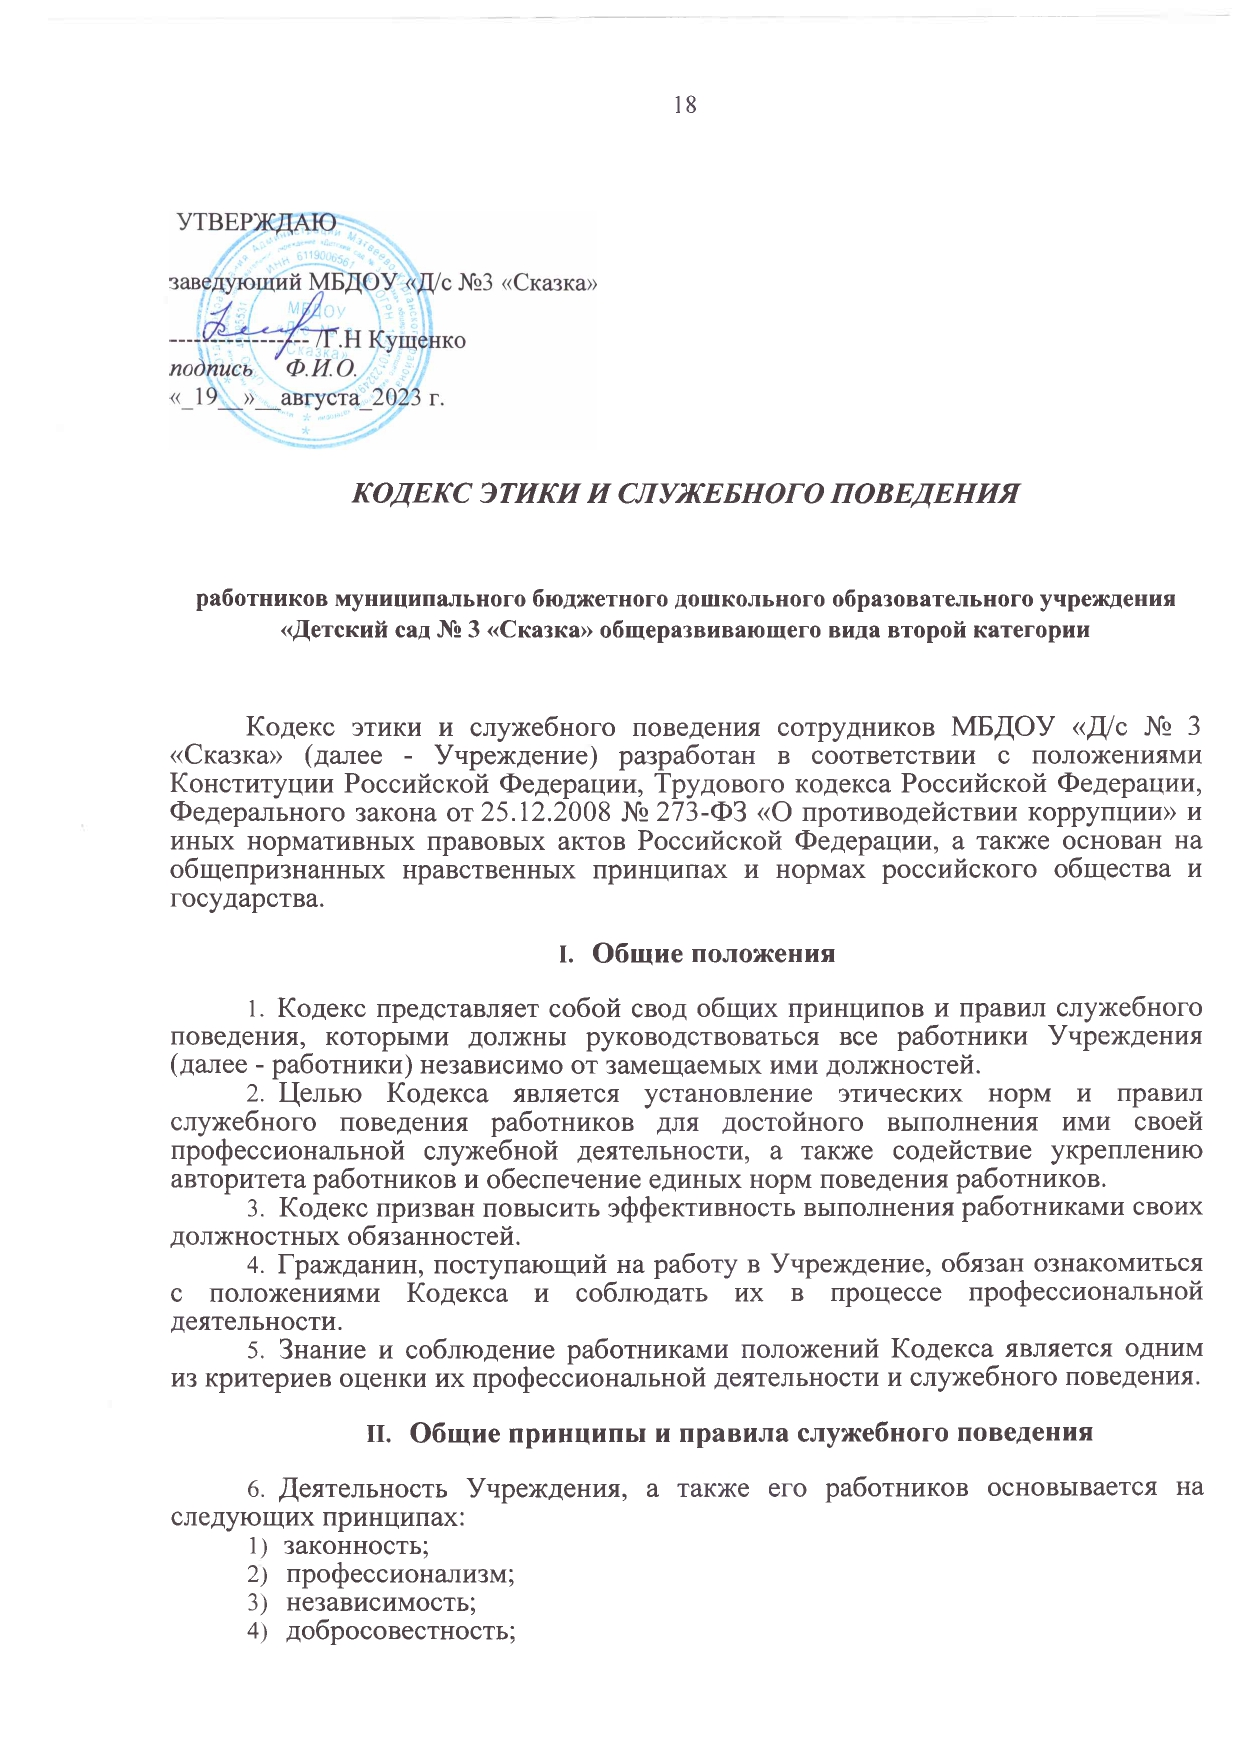 18
УТВЕРЖДАЮ
заведующий МБДОУ «Д/с №3 «Сказка»
----------------- /Г.Н Кущенко
подпись Ф.И.О.
«_19__»__августа_2023 г.
ИНН 6119006561
ОГРН
МБДОУ
Сказка»
КОДЕКС ЭТИКИ И СЛУЖЕБНОГО ПОВЕДЕНИЯ
работников муниципального бюджетного дошкольного образовательного учреждения
«Детский сад № 3 «Сказка» общеразвивающего вида второй категории
Кодекс этики и служебного поведения сотрудников МБДОУ «Д/с № 3
«Сказка» (далее - Учреждение) разработан в соответствии с положениями
Конституции Российской Федерации, Трудового кодекса Российской Федерации,
Федерального закона от 25.12.2008 № 273-ФЗ «О противодействии коррупции» и
иных нормативных правовых актов Российской Федерации, а также основан на
общепризнанных нравственных принципах и нормах российского общества и
государства.
I. Общие положения
1. Кодекс представляет собой свод общих принципов и правил служебного
поведения, которыми должны руководствоваться все работники Учреждения
(далее - работники) независимо от замещаемых ими должностей.
2. Целью Кодекса является установление этических норм и правил
служебного поведения работников для достойного выполнения ими своей
профессиональной служебной деятельности, а также содействие укреплению
авторитета работников и обеспечение единых норм поведения работников.
3. Кодекс призван повысить эффективность выполнения работниками своих
должностных обязанностей.
4. Гражданин, поступающий на работу в Учреждение, обязан ознакомиться
с положениями Кодекса и соблюдать их в процессе профессиональной
деятельности.
5. Знание и соблюдение работниками положений Кодекса является одним
из критериев оценки их профессиональной деятельности и служебного поведения.
II. Общие принципы и правила служебного поведения
6. Деятельность Учреждения, а также его работников основывается на
следующих принципах:
1) законность;
2) профессионализм;
3) независимость;
4) добросовестность;